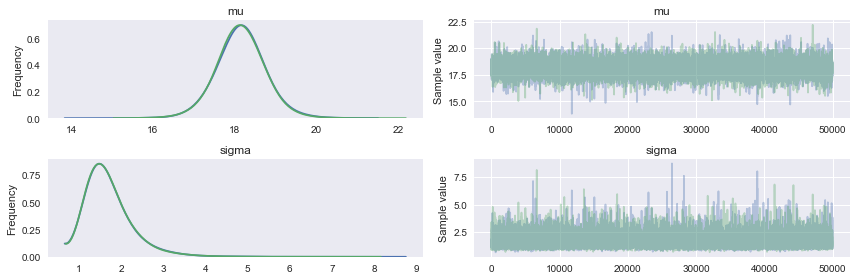 mu
Frequency
0.6
0.4
0.2
0.0
14 16 18 20 22
mu
Sample value
22.5
20.0
17.5
15.0
0 10000 20000 30000 40000 50000
sigma
Frequency
0.75
0.50
0.25
0.00
1 2 3 4 5 6 7 8 9
sigma
Sample value
7.5
5.0
2.5
0 10000 20000 30000 40000 50000